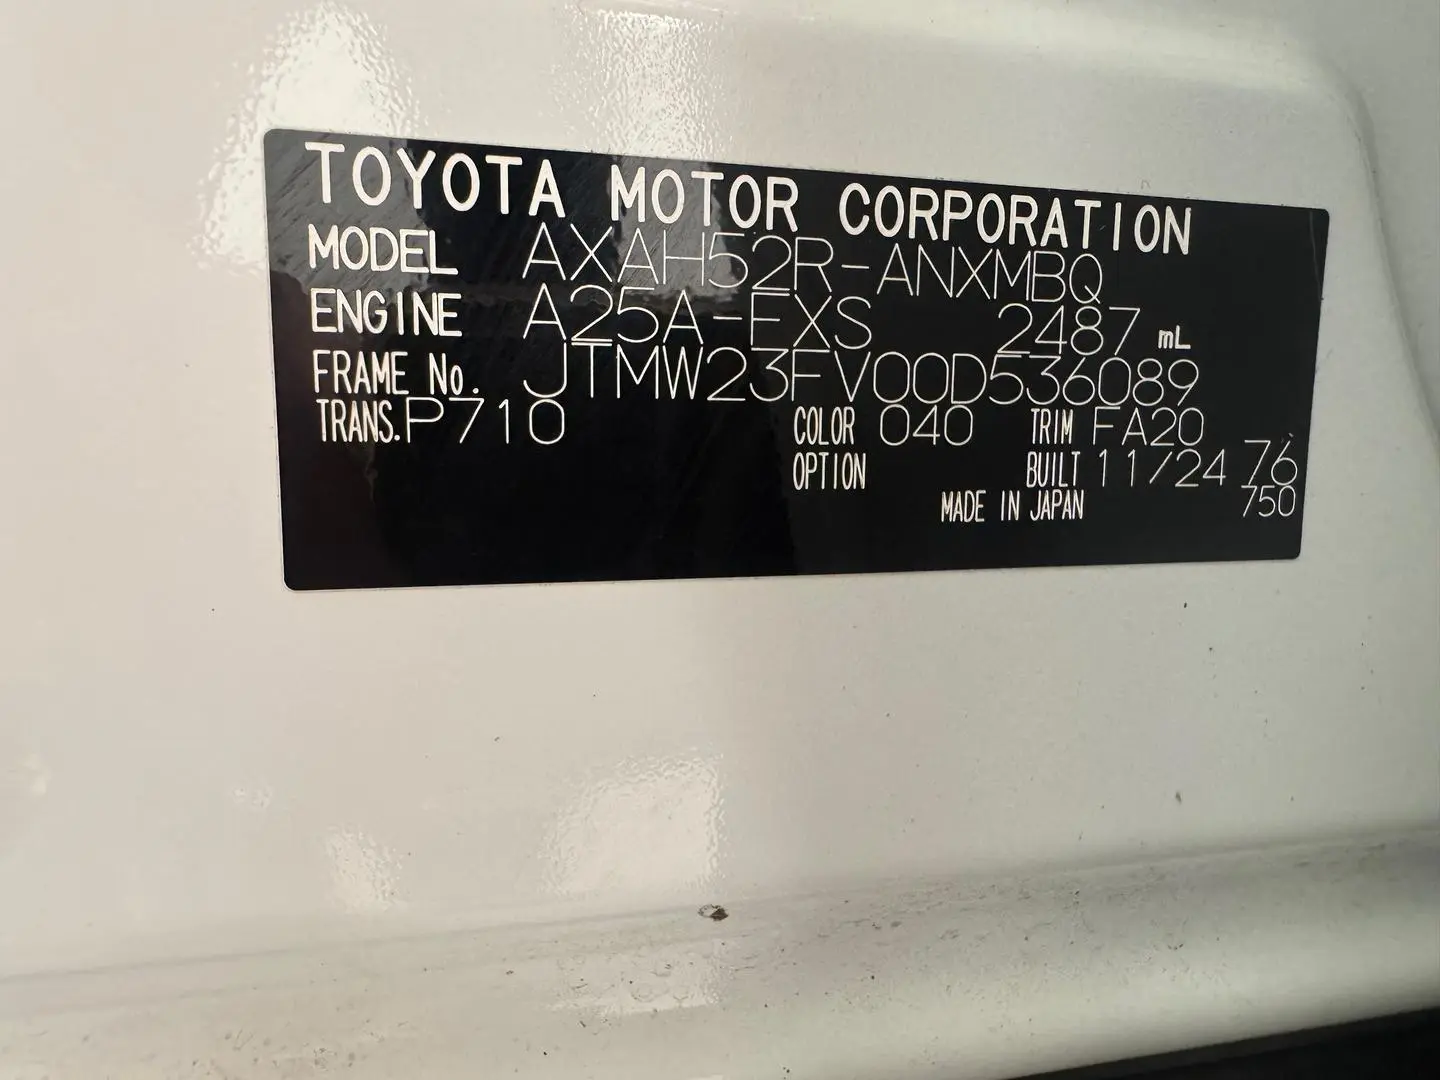 TOYOTA MOTOR CORPORATION
MODEL AXAH52R-ANXMBQ
ENGINE A25A-FXS 2487 mL
FRAME No. JTMW23FV00D536089
TRANS. P710 COLOR 040 TRIM FA20
OPTION BUILT 11/24 76
MADE IN JAPAN 750